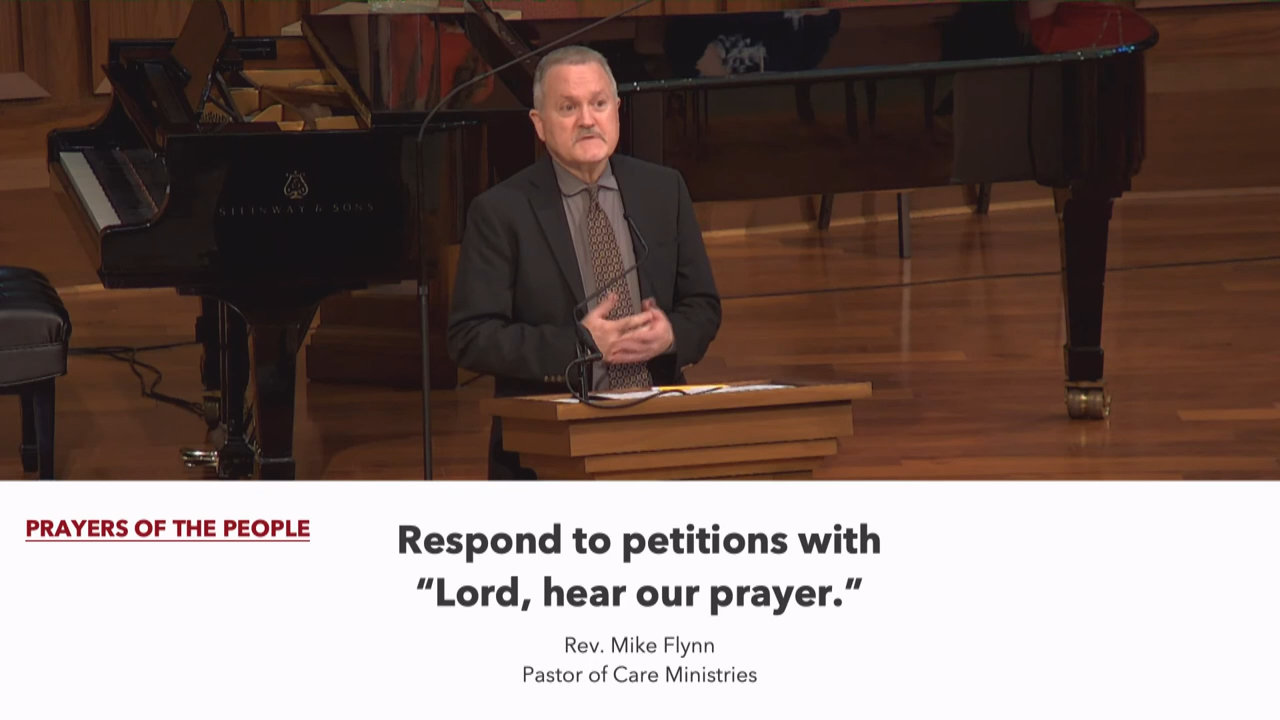 STEINWAY & SONS
PRAYERS OF THE PEOPLE
Respond to petitions with
“Lord, hear our prayer.”
Rev. Mike Flynn
Pastor of Care Ministries